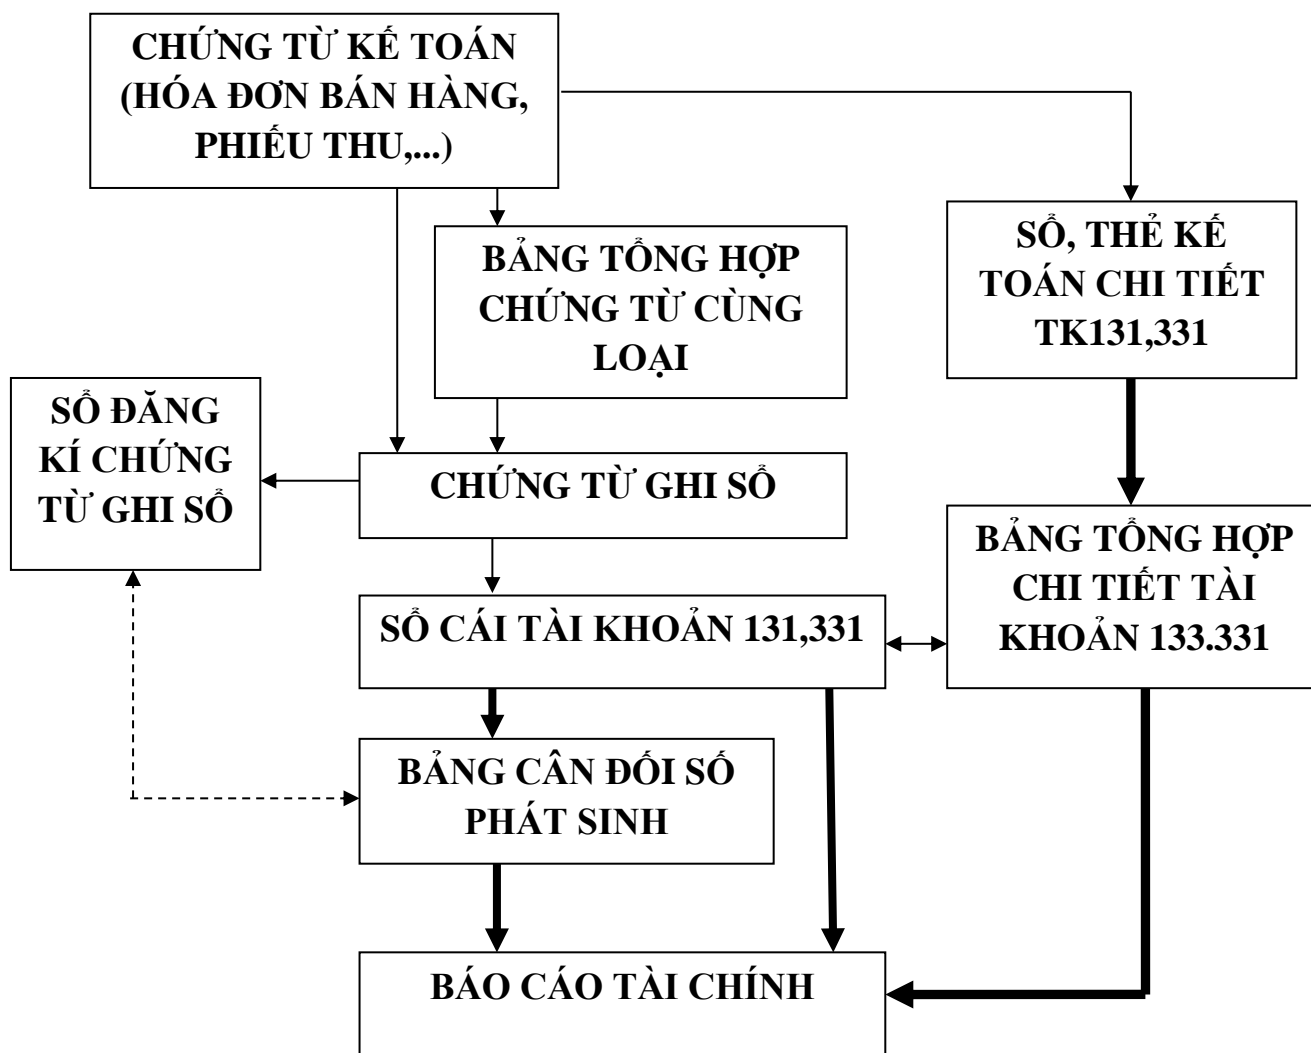 CHỨNG TỪ KẾ TOÁN
(HÓA ĐƠN BÁN HÀNG,
PHIẾU THU,...)
BẢNG TỔNG HỢP
CHỨNG TỪ CÙNG
LOẠI
SỔ, THẺ KẾ
TOÁN CHI TIẾT
TK131,331
SỔ ĐĂNG
KÍ CHỨNG
TỪ GHI SỔ
CHỨNG TỪ GHI SỔ
BẢNG TỔNG HỢP
CHI TIẾT TÀI
KHOẢN 133.331
SỔ CÁI TÀI KHOẢN 131,331
BẢNG CÂN ĐỐI SỐ
PHÁT SINH
BÁO CÁO TÀI CHÍNH